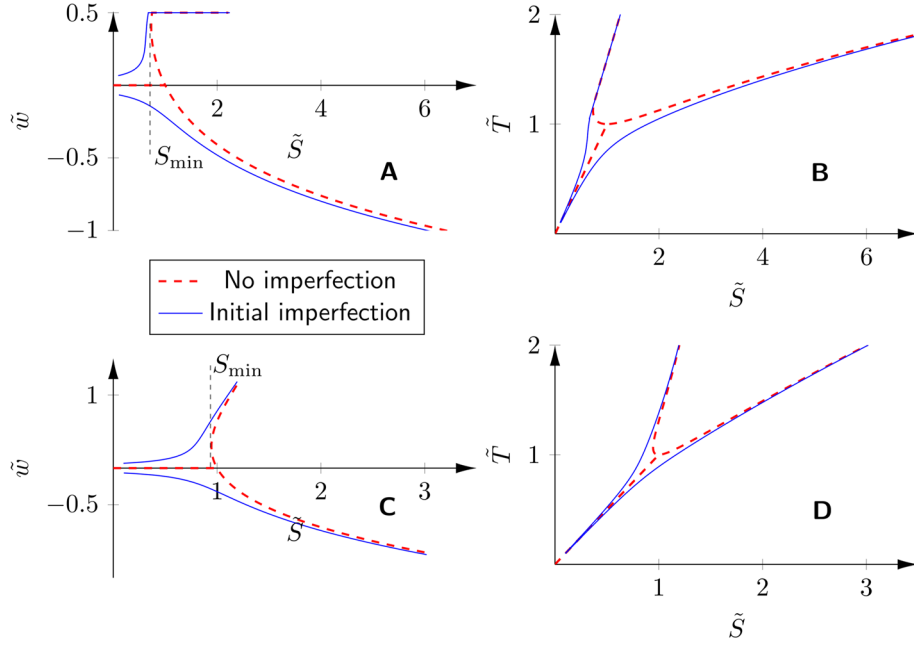 0.5
2
4
6
w̃
S̃
−0.5
S_min
A
−1
2
T̃
1
B
2
4
6
S̃
No imperfection
Initial imperfection
S_min
1
w̃
1
2
3
−0.5
C
S̃
2
T̃
1
D
1
2
3
S̃